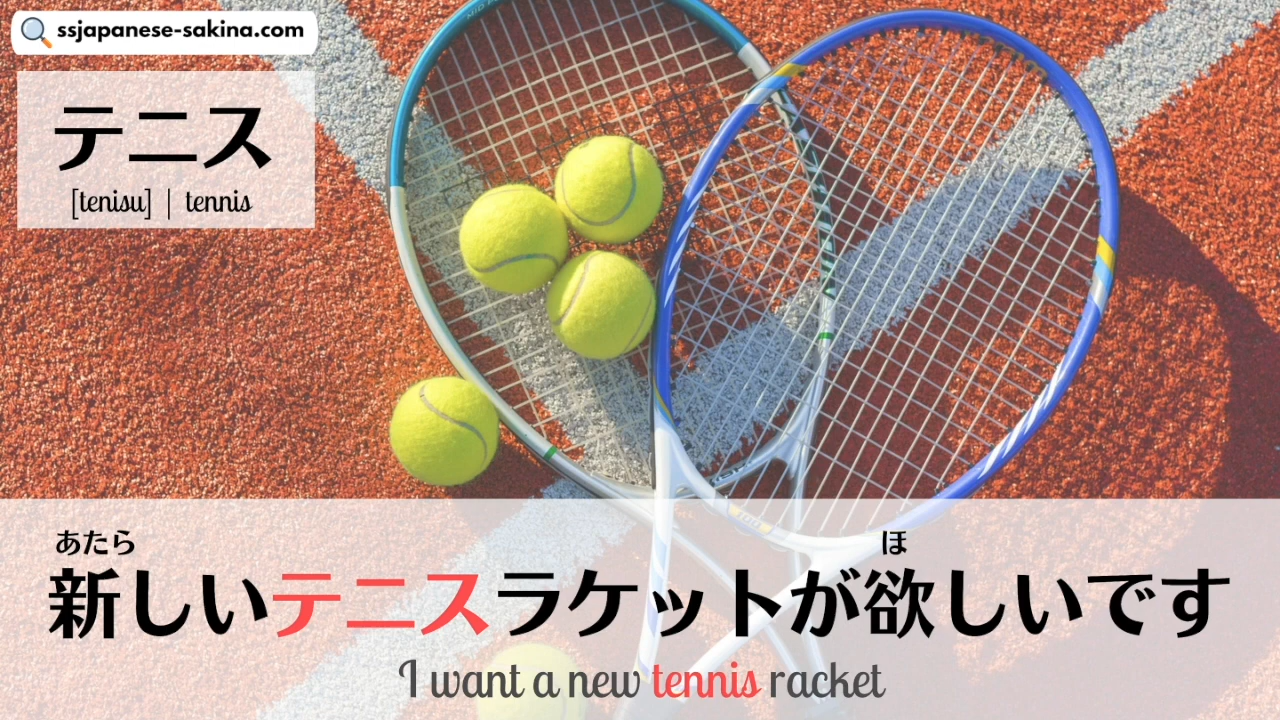 ssjapanese-sakina.com
テニス
[tenisu] | tennis
あたら ほ
新しいテニスラケットが欲しいです
I want a new tennis racket